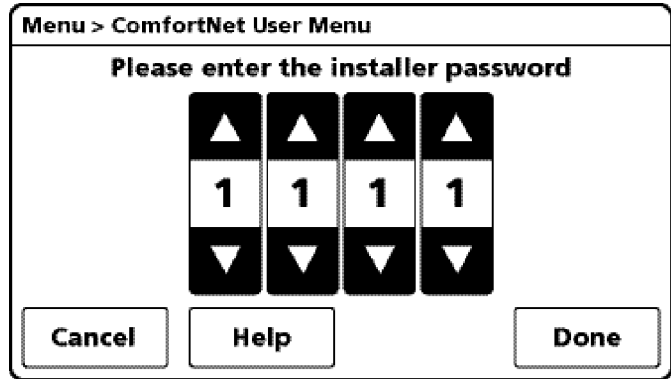 Menu > ComfortNet User Menu
Please enter the installer password
1 1 1 1
Cancel Help Done